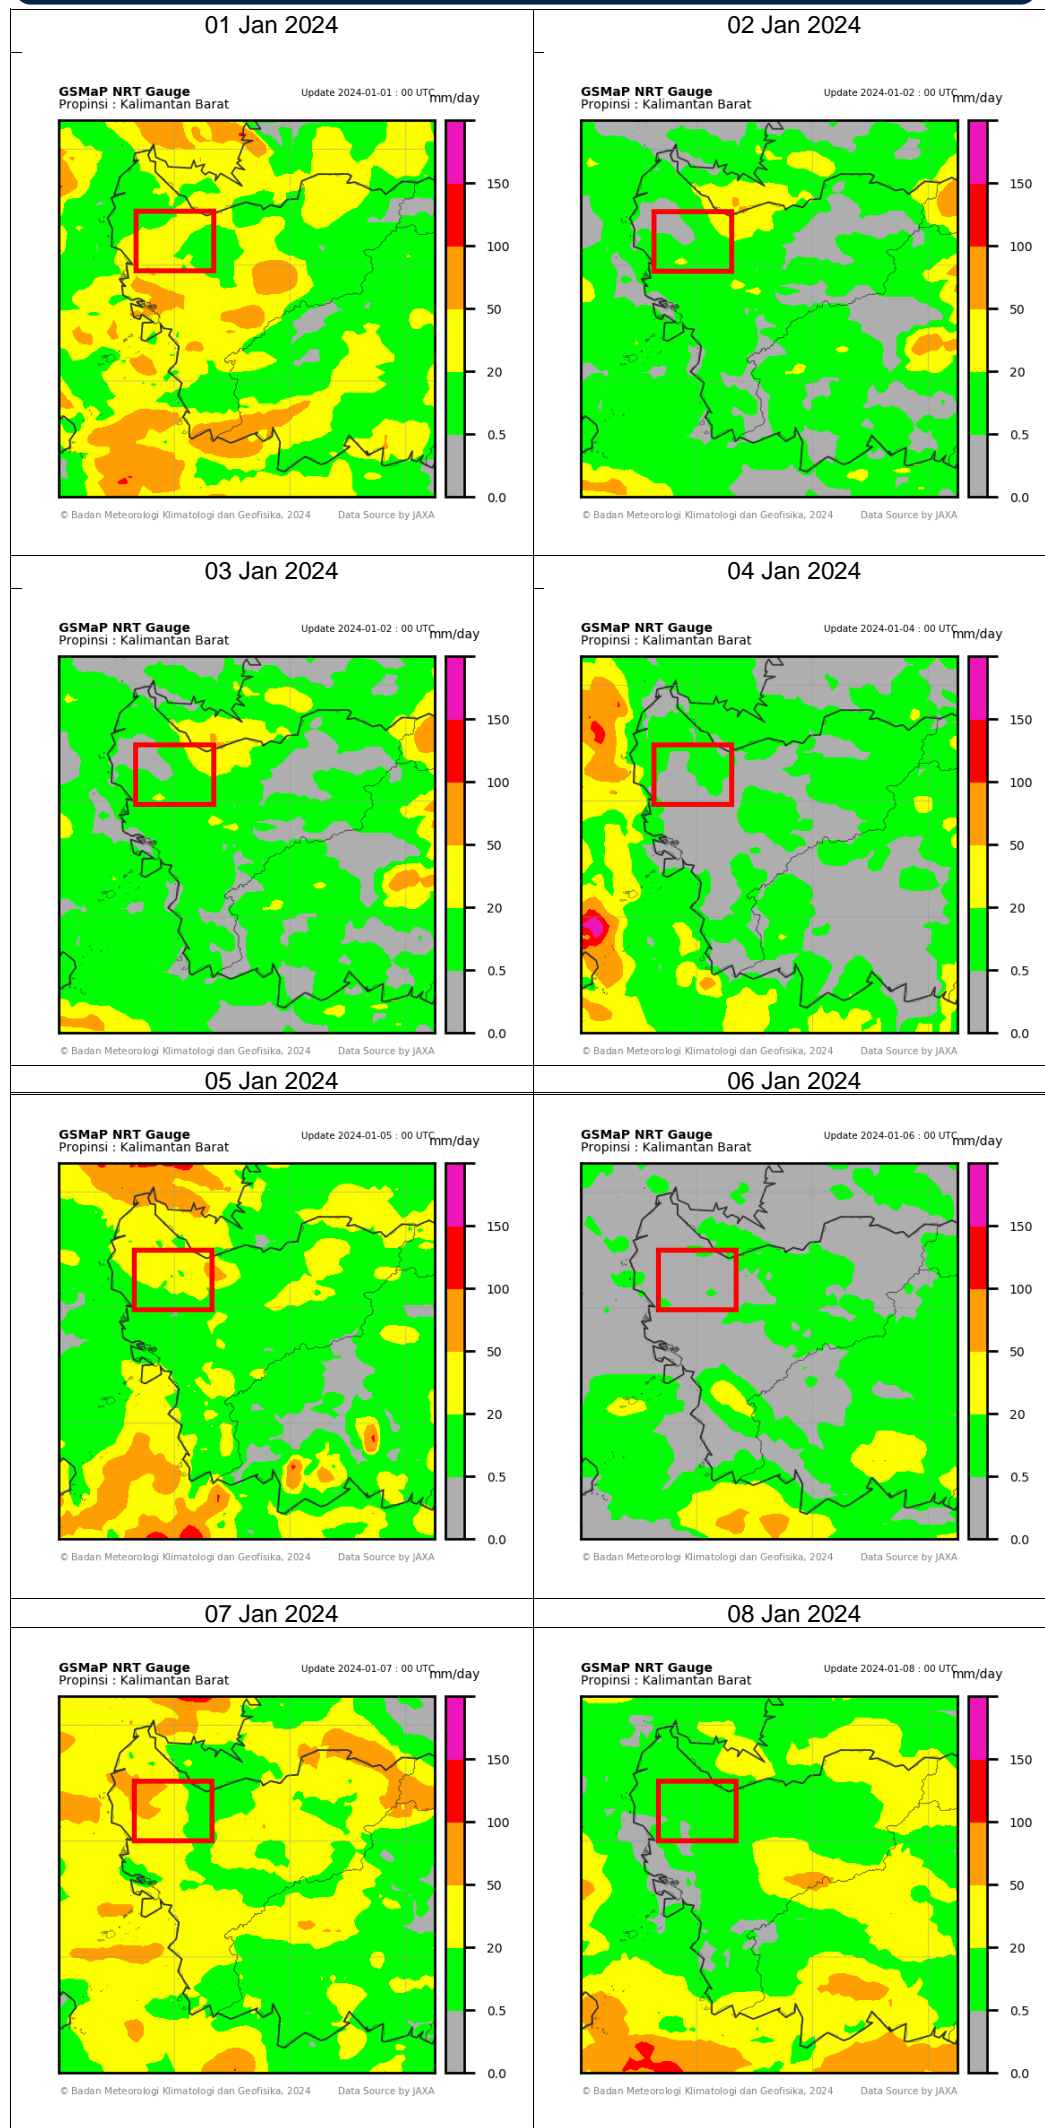 01 Jan 2024
02 Jan 2024
GSMaP NRT Gauge
Propinsi : Kalimantan Barat
Update 2024-01-01 : 00 UTC
mm/day
150
100
50
20
0.5
0.0
© Badan Meteorologi Klimatologi dan Geofisika, 2024
Data Source by JAXA
GSMaP NRT Gauge
Propinsi : Kalimantan Barat
Update 2024-01-02 : 00 UTC
mm/day
150
100
50
20
0.5
0.0
© Badan Meteorologi Klimatologi dan Geofisika, 2024
Data Source by JAXA
03 Jan 2024
04 Jan 2024
GSMaP NRT Gauge
Propinsi : Kalimantan Barat
Update 2024-01-02 : 00 UTC
mm/day
150
100
50
20
0.5
0.0
© Badan Meteorologi Klimatologi dan Geofisika, 2024
Data Source by JAXA
GSMaP NRT Gauge
Propinsi : Kalimantan Barat
Update 2024-01-04 : 00 UTC
mm/day
150
100
50
20
0.5
0.0
© Badan Meteorologi Klimatologi dan Geofisika, 2024
Data Source by JAXA
05 Jan 2024
06 Jan 2024
GSMaP NRT Gauge
Propinsi : Kalimantan Barat
Update 2024-01-05 : 00 UTC
mm/day
150
100
50
20
0.5
0.0
© Badan Meteorologi Klimatologi dan Geofisika, 2024
Data Source by JAXA
GSMaP NRT Gauge
Propinsi : Kalimantan Barat
Update 2024-01-06 : 00 UTC
mm/day
150
100
50
20
0.5
0.0
© Badan Meteorologi Klimatologi dan Geofisika, 2024
Data Source by JAXA
07 Jan 2024
08 Jan 2024
GSMaP NRT Gauge
Propinsi : Kalimantan Barat
Update 2024-01-07 : 00 UTC
mm/day
150
100
50
20
0.5
0.0
© Badan Meteorologi Klimatologi dan Geofisika, 2024
Data Source by JAXA
GSMaP NRT Gauge
Propinsi : Kalimantan Barat
Update 2024-01-08 : 00 UTC
mm/day
150
100
50
20
0.5
0.0
© Badan Meteorologi Klimatologi dan Geofisika, 2024
Data Source by JAXA